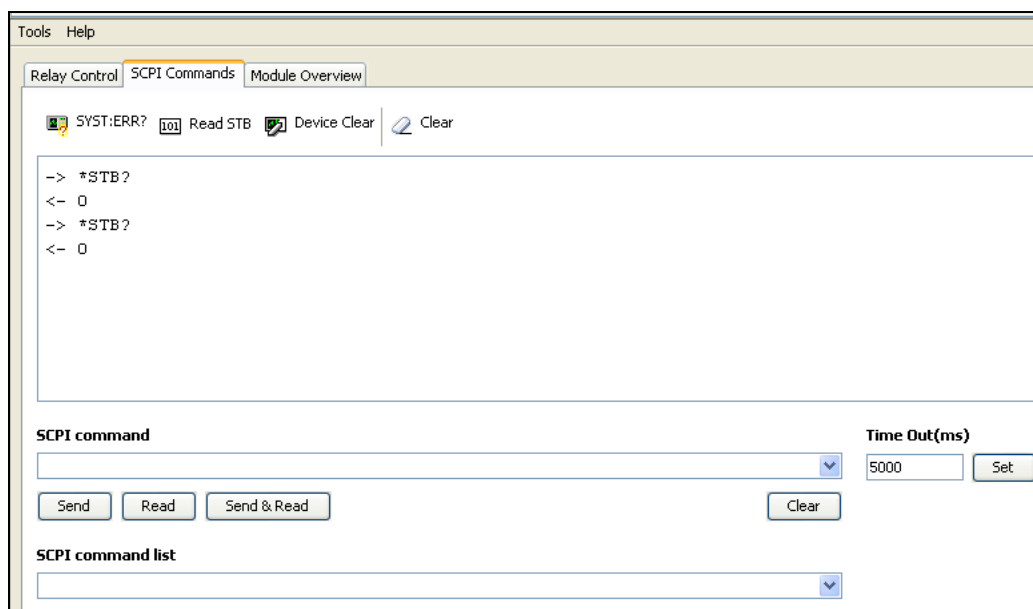 Tools Help
Relay Control SCPI Commands Module Overview
SYST:ERR? 101 Read STB Device Clear Clear
-> *STB?
<- 0
-> *STB?
<- 0
SCPI command Time Out(ms)
5000 Set
Send Read Send & Read Clear
SCPI command list